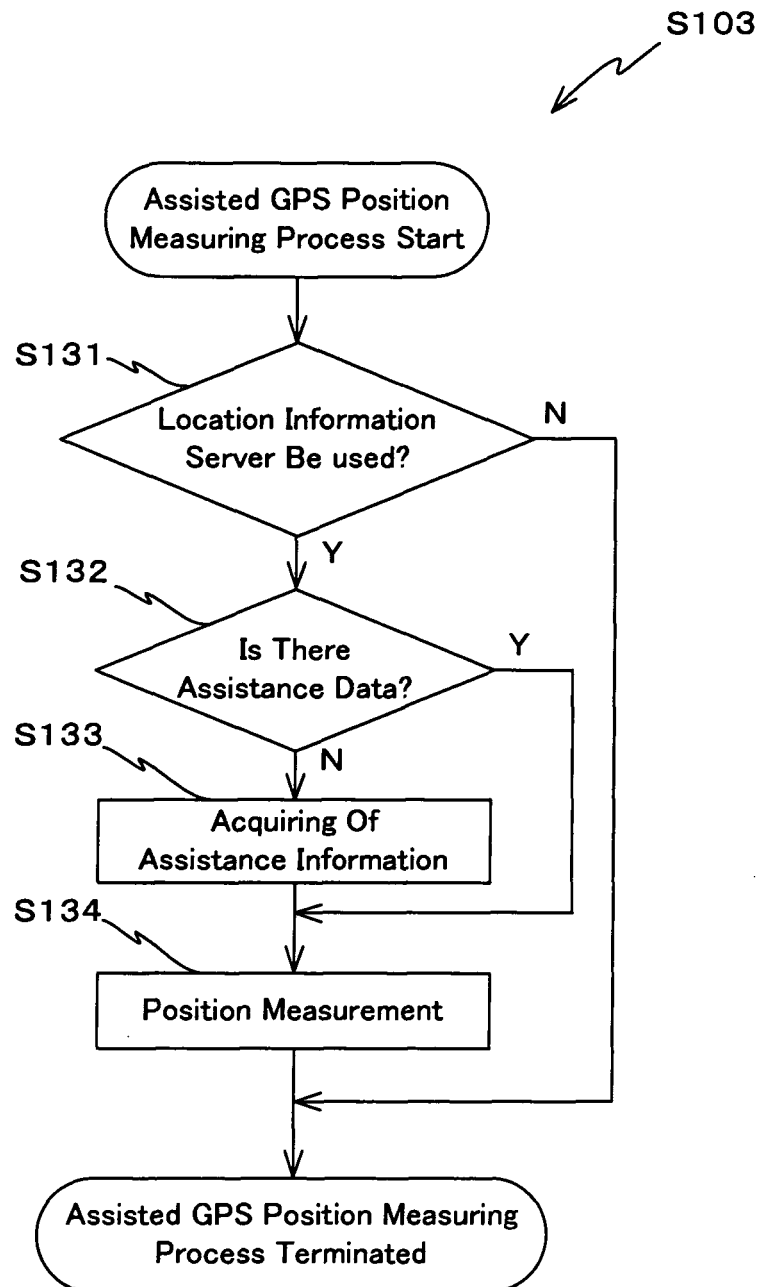 S103
Assisted GPS Position
Measuring Process Start
S131
Location Information
Server Be used?
N
Y
S132
Is There
Assistance Data?
Y
N
S133
Acquiring Of
Assistance Information
S134
Position Measurement
Assisted GPS Position Measuring
Process Terminated